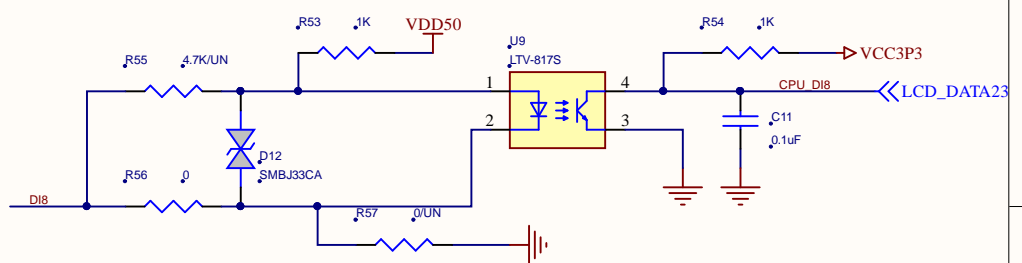 R53 1K
VDD50
R54 1K
VCC3P3
U9
LTV-817S
R55 4.7K/UN
1
4
CPU_DI8
LCD_DATA23
2
3
C11
0.1uF
D12
SMBJ33CA
R56 0
DI8
R57 0/UN